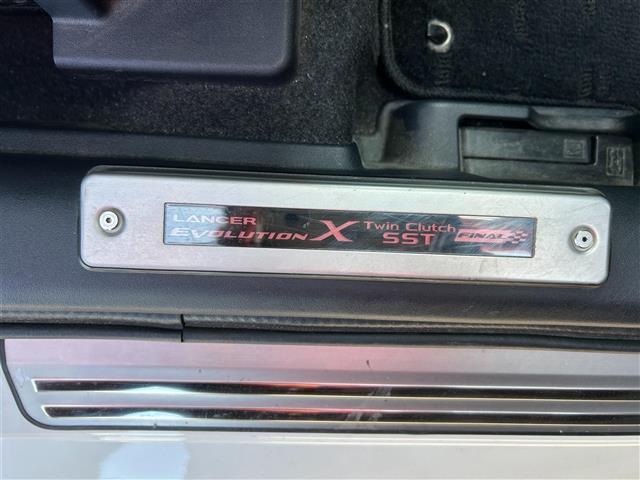 LANCER
EVOLUTION X
Twin Clutch
SST
FINAL